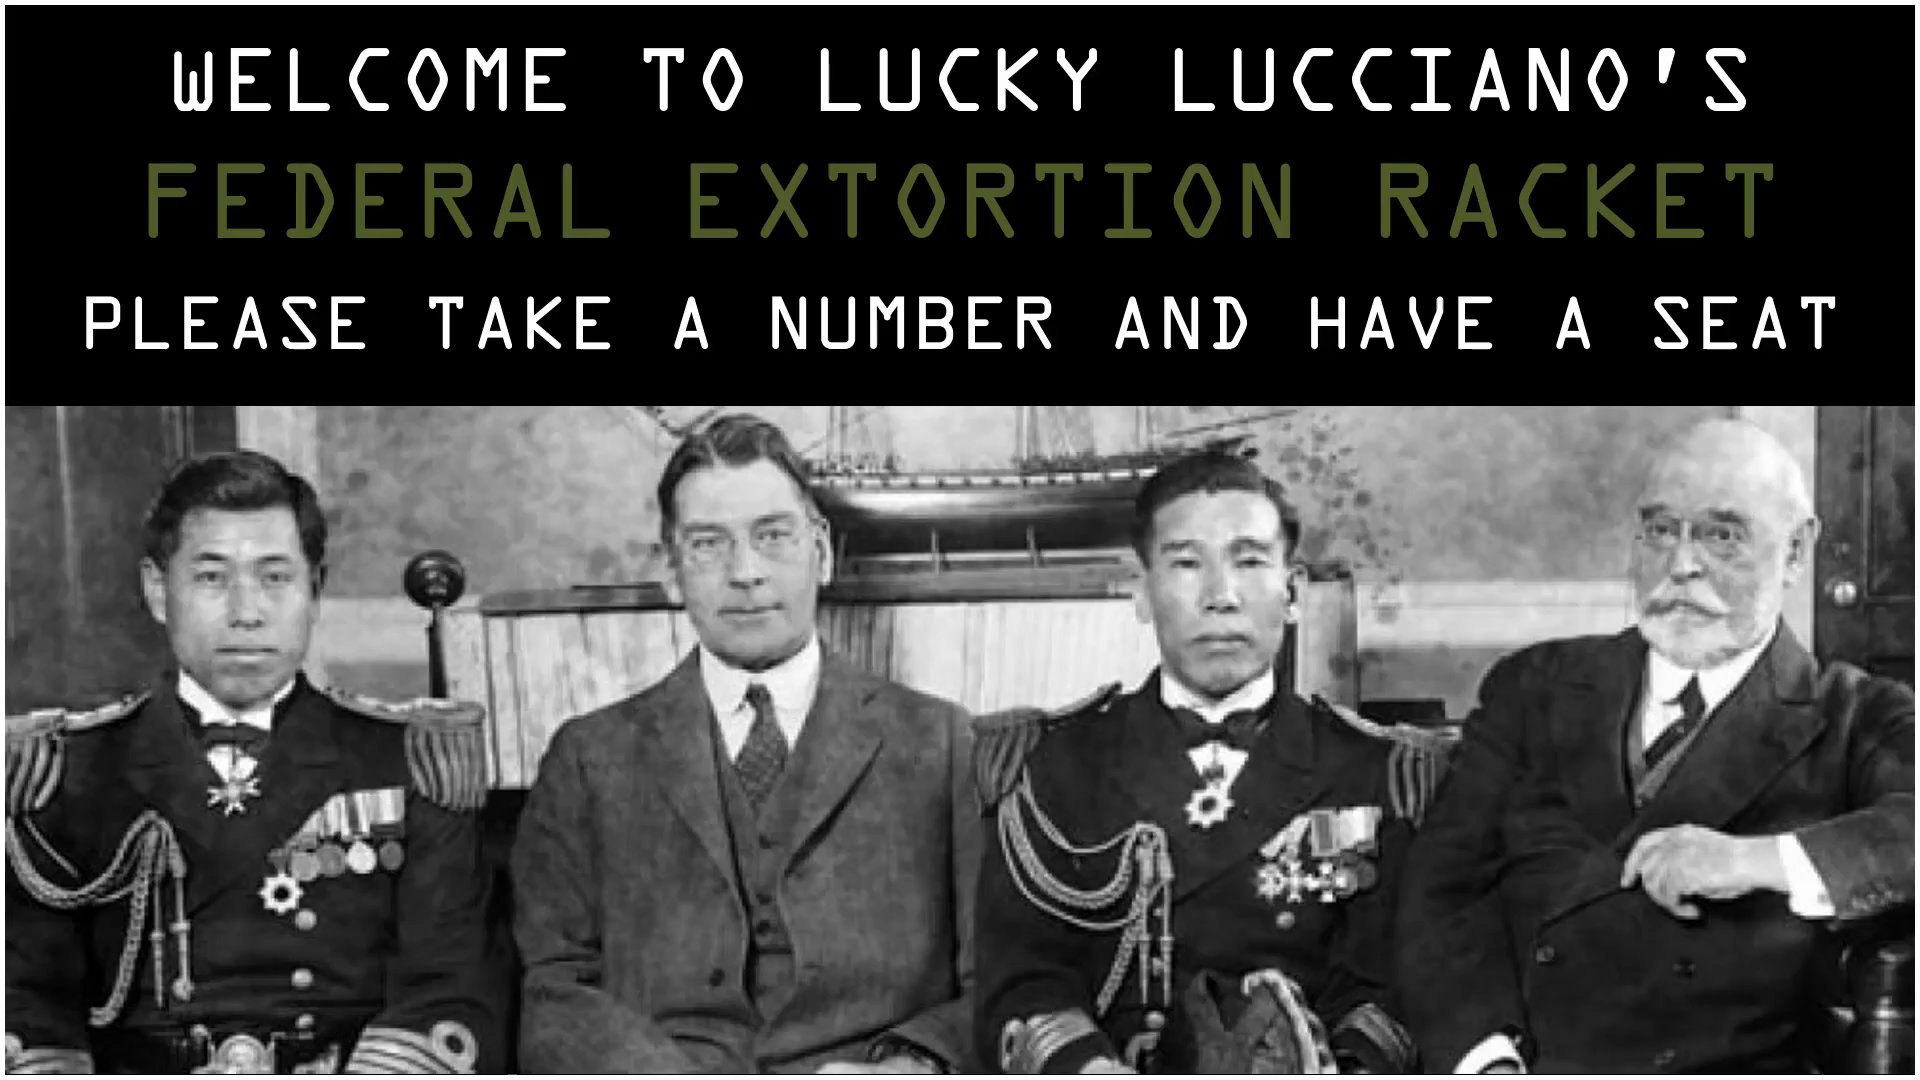 WELCOME TO LUCKY LUCCIANO'S
FEDERAL EXTORTION RACKET
PLEASE TAKE A NUMBER AND HAVE A SEAT